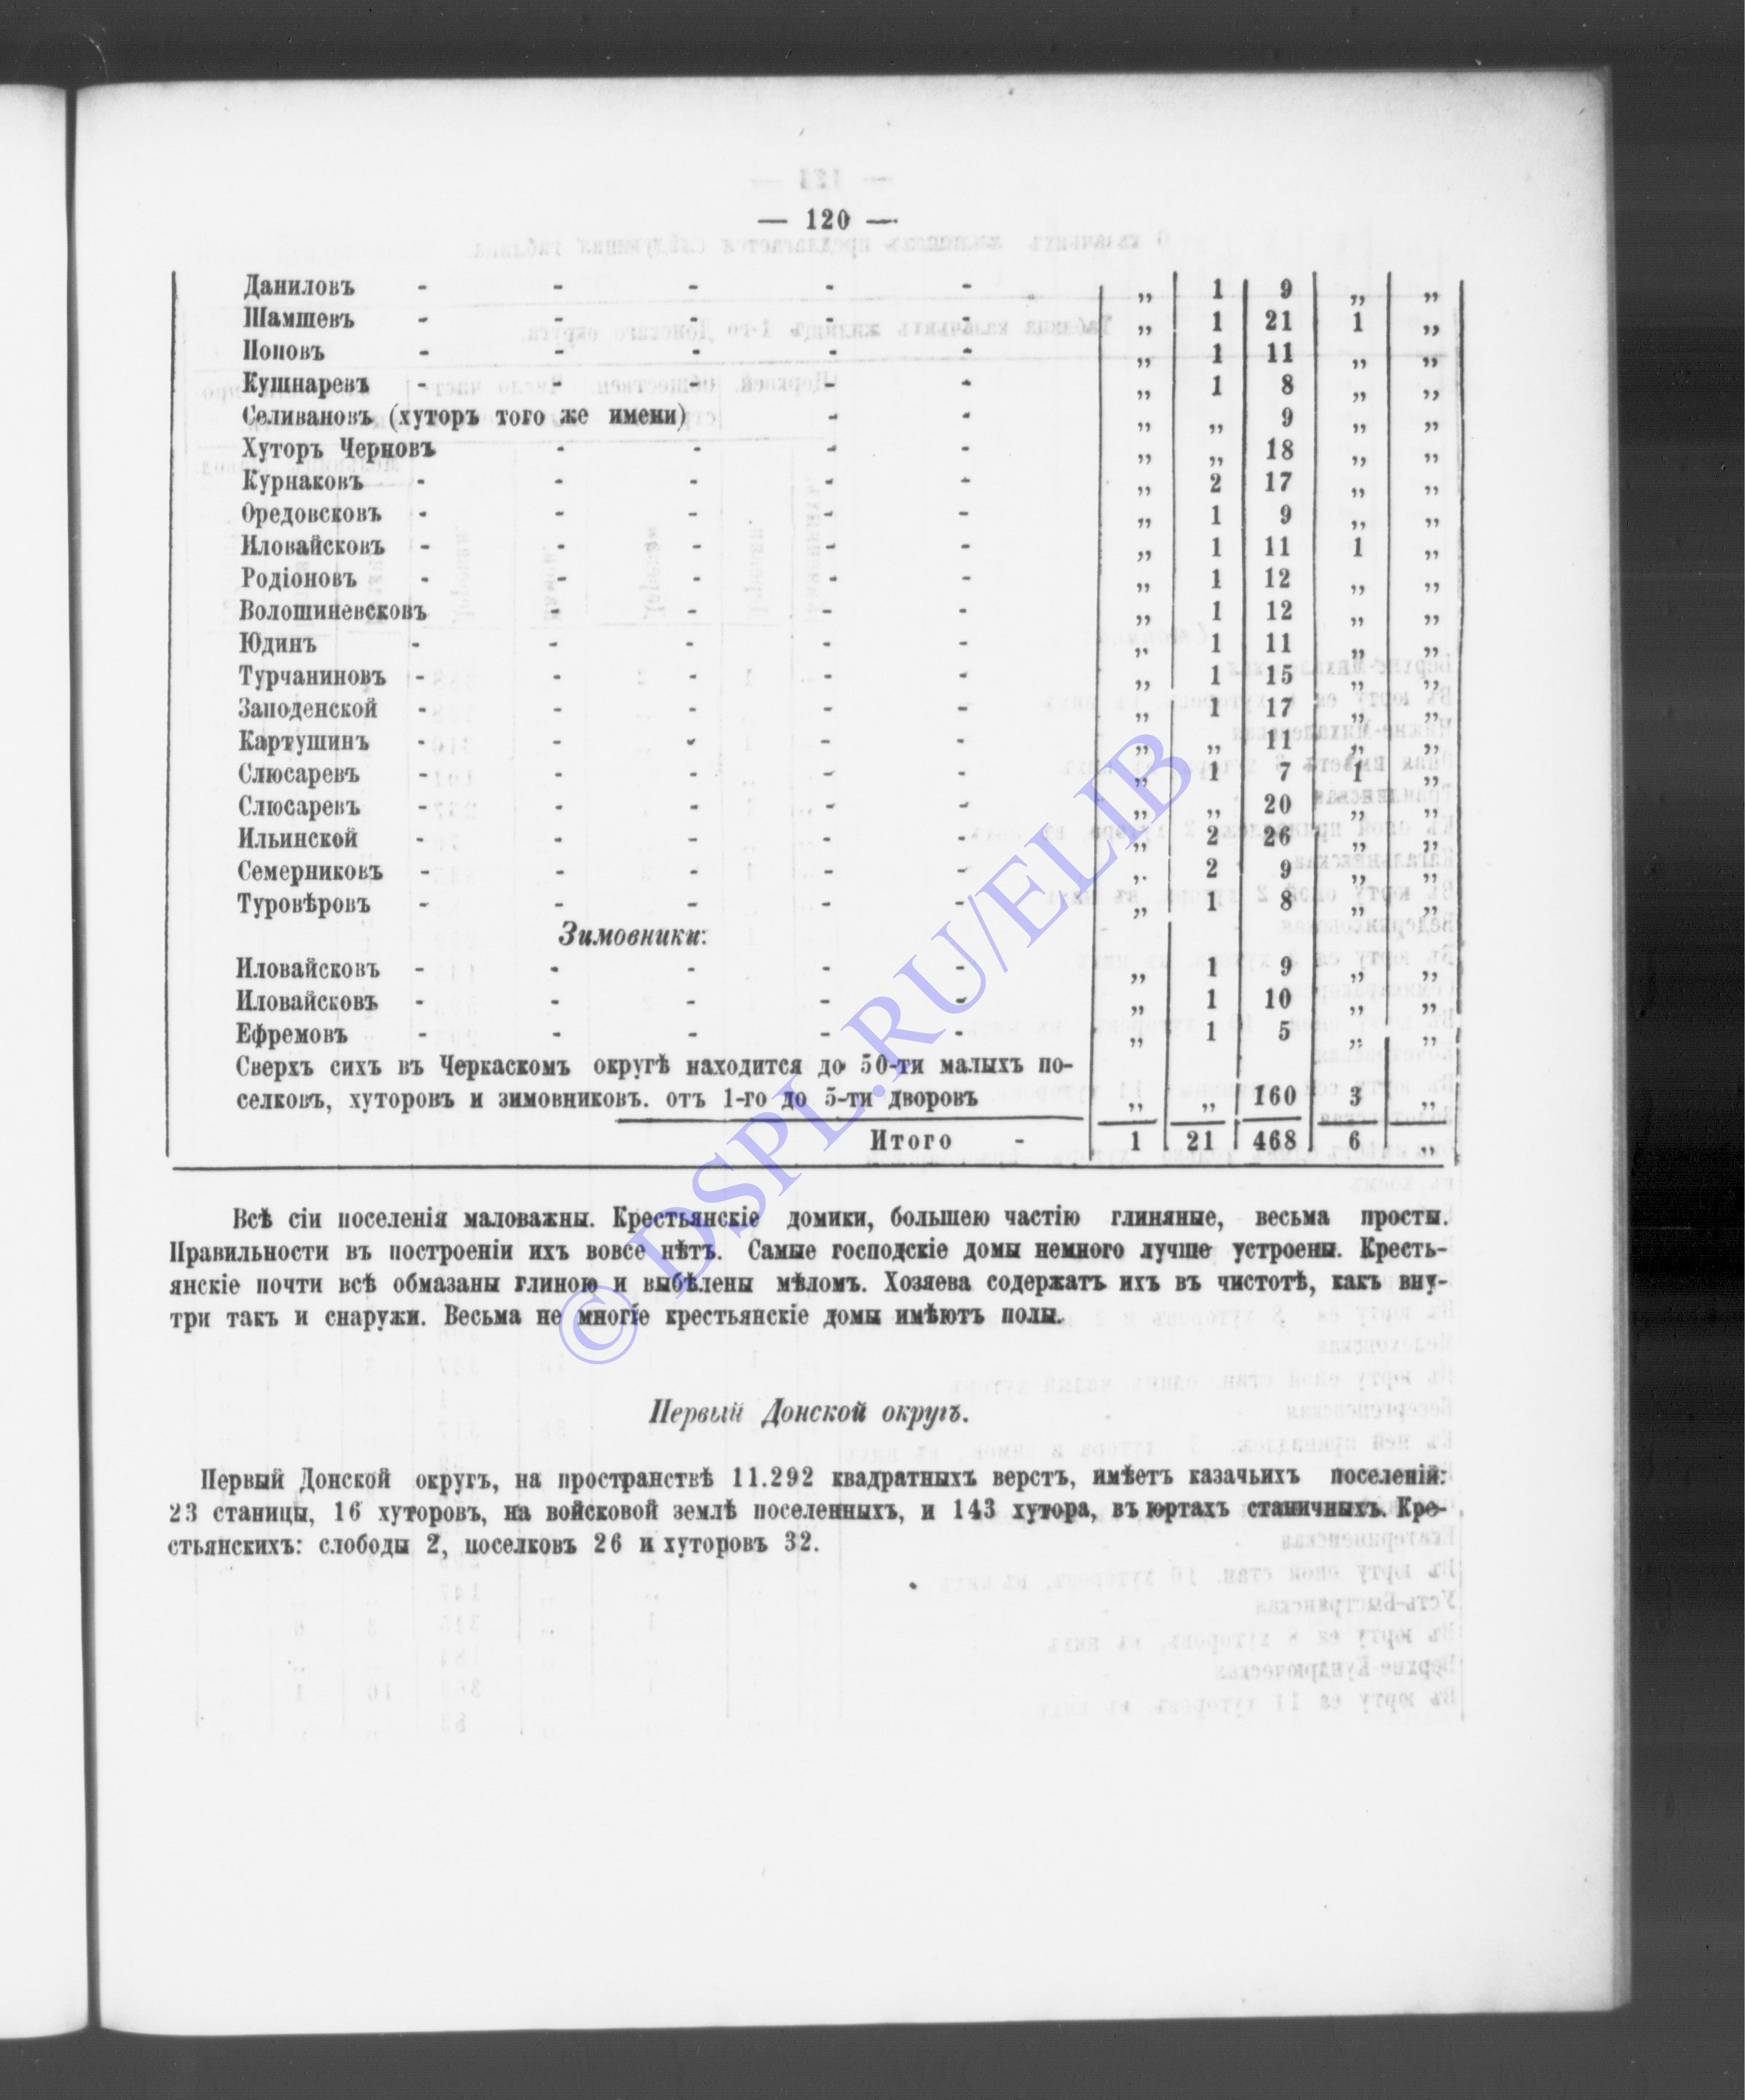 — 120 —
Даниловъ - - - - - „ 1 9 „ „
Шамшевъ - - - - - „ 1 21 1 „
Поповъ - - - - - „ 1 11 „ „
Кушнаревъ - - - - - „ 1 8 „ „
Селивановъ (хуторъ того же имени) - - „ „ 9 „ „
Хуторъ Черновъ - - - - „ „ 18 „ „
Курнаковъ - - - - - „ 2 17 „ „
Оредовсковъ - - - - - „ 1 9 „ „
Иловайсковъ - - - - - „ 1 11 1 „
Родіоновъ - - - - - „ 1 12 „ „
Волошиневсковъ - - - - „ 1 12 „ „
Юдинъ - - - - - „ 1 11 „ „
Турчаниновъ - - - - - „ 1 15 „ „
Заподенской - - - - - „ 1 17 „ „
Картушинъ - - - - - „ „ 11 „ „
Слюсаревъ - - - - - „ 1 7 1 „
Слюсаревъ - - - - - „ „ 20 „ „
Ильинской - - - - - „ 2 26 „ „
Семерниковъ - - - - - „ 2 9 „ „
Туровѣровъ - - - - - „ 1 8 „ „
Зимовники:
Иловайсковъ - - - - - „ 1 9 „ „
Иловайсковъ - - - - - „ 1 10 „ „
Ефремовъ - - - - - „ 1 5 „ „
Сверхъ сихъ въ Черкаскомъ округѣ находится до 50-ти малыхъ по-
селковъ, хуторовъ и зимовниковъ. отъ 1-го до 5-ти дворовъ „ „ 160 3 „
Итого - 1 21 468 6 „
Всѣ сіи поселенія маловажны. Крестьянскіе домики, большею частію глиняные, весьма просты.
Правильности въ построеніи ихъ вовсе нѣтъ. Самые господскіе домы немного лучше устроены. Кресть-
янскіе почти всѣ обмазаны глиною и выбѣлены мѣломъ. Хозяева содержатъ ихъ въ чистотѣ, какъ вну-
три такъ и снаружи. Весьма не многіе крестьянскіе домы имѣютъ полы.
Первый Донской округъ.
Первый Донской округъ, на пространствѣ 11.292 квадратныхъ верстъ, имѣетъ казачьихъ поселеній:
23 станицы, 16 хуторовъ, на войсковой землѣ поселенныхъ, и 143 хутора, въ юртахъ станичныхъ. Кре-
стьянскихъ: слободы 2, поселковъ 26 и хуторовъ 32.
© DSPL.RU/ELIB